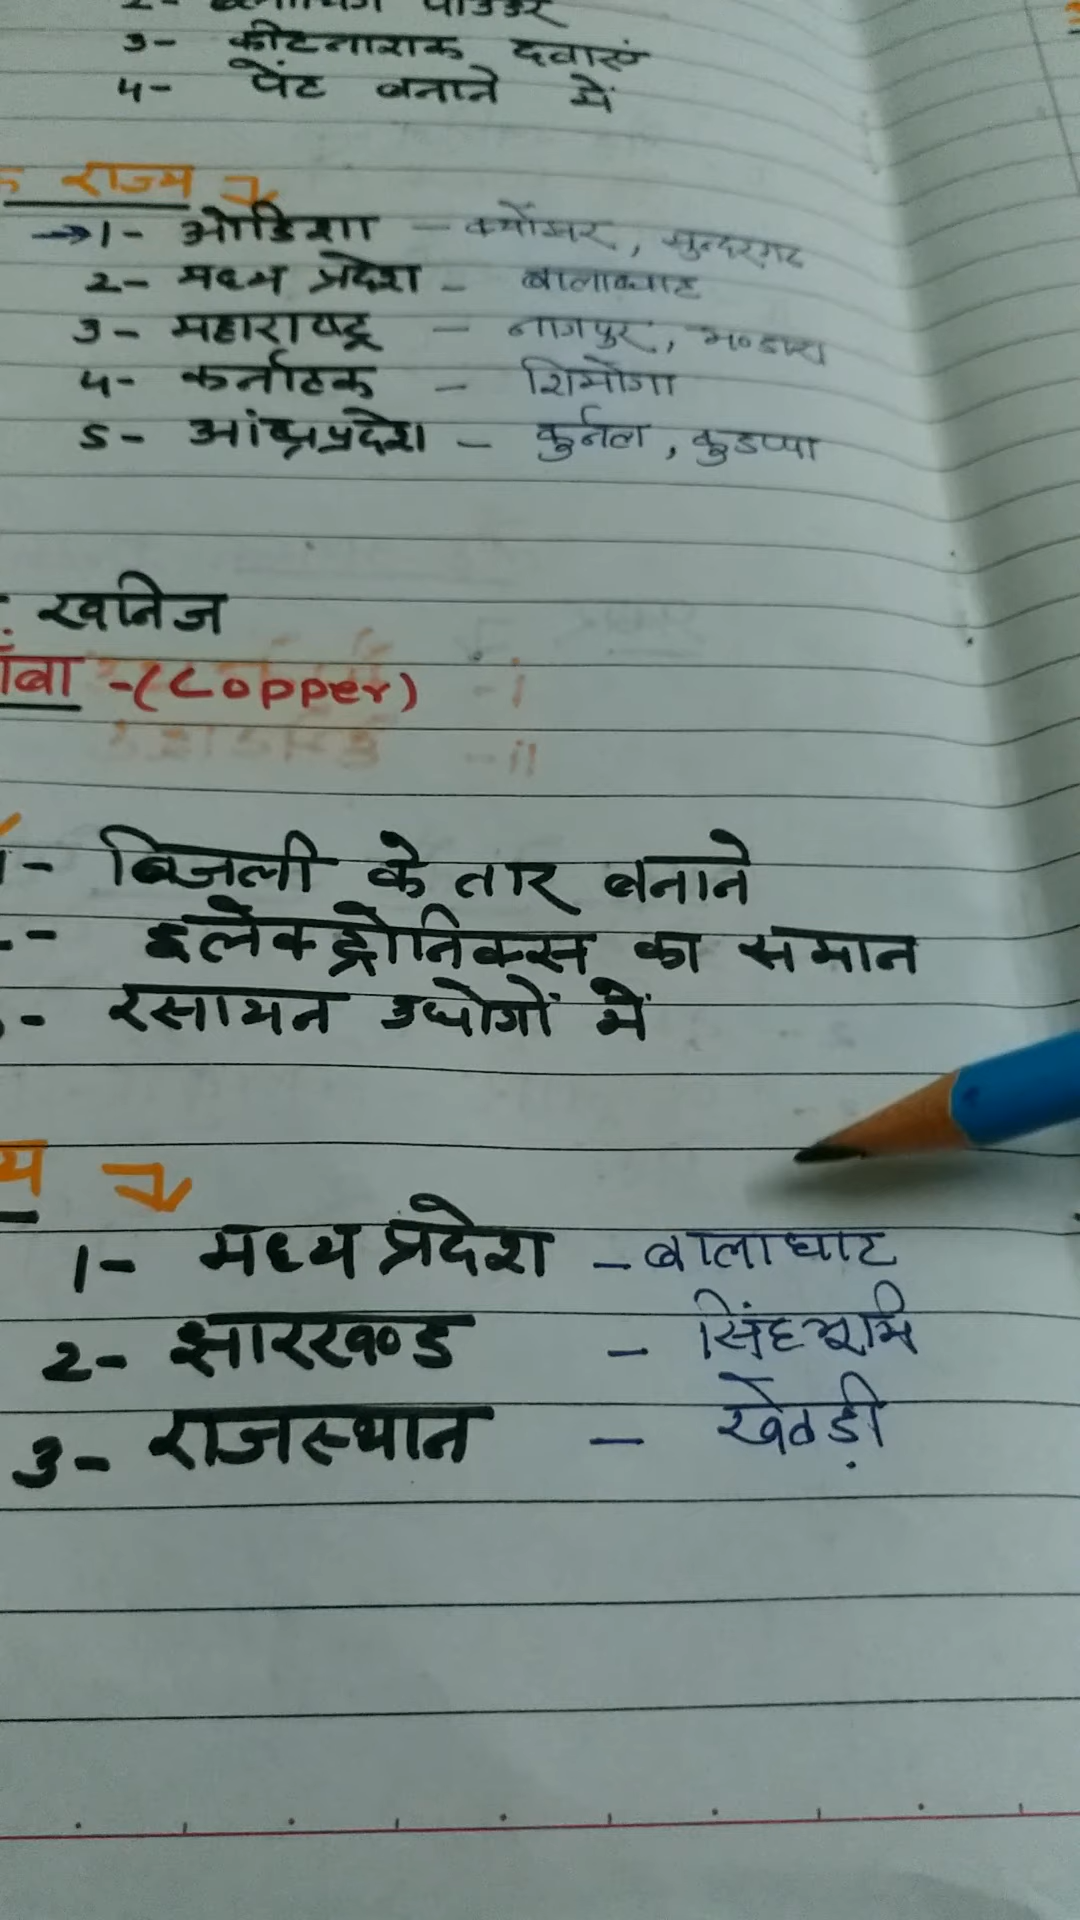 3- कीटनाशक दवाएं
4- पेंट बनाने में
राज्य
→1- ओडिशा - क्योंझर, सुन्दरगढ
2- मध्य प्रदेश - बालाघाट
3- महाराष्ट्र - नागपुर, भण्डारा
4- कर्नाटक - शिमोगा
5- आंध्रप्रदेश - कुर्नल, कुडप्पा
खनिज
-(Copper)
- बिजली के तार बनाने
- इलेक्ट्रोनिक्स का समान
- रसायन उद्योगों में
1- मध्य प्रदेश - बालाघाट
2- झारखण्ड - सिंहभूमि
3- राजस्थान - खेतड़ी